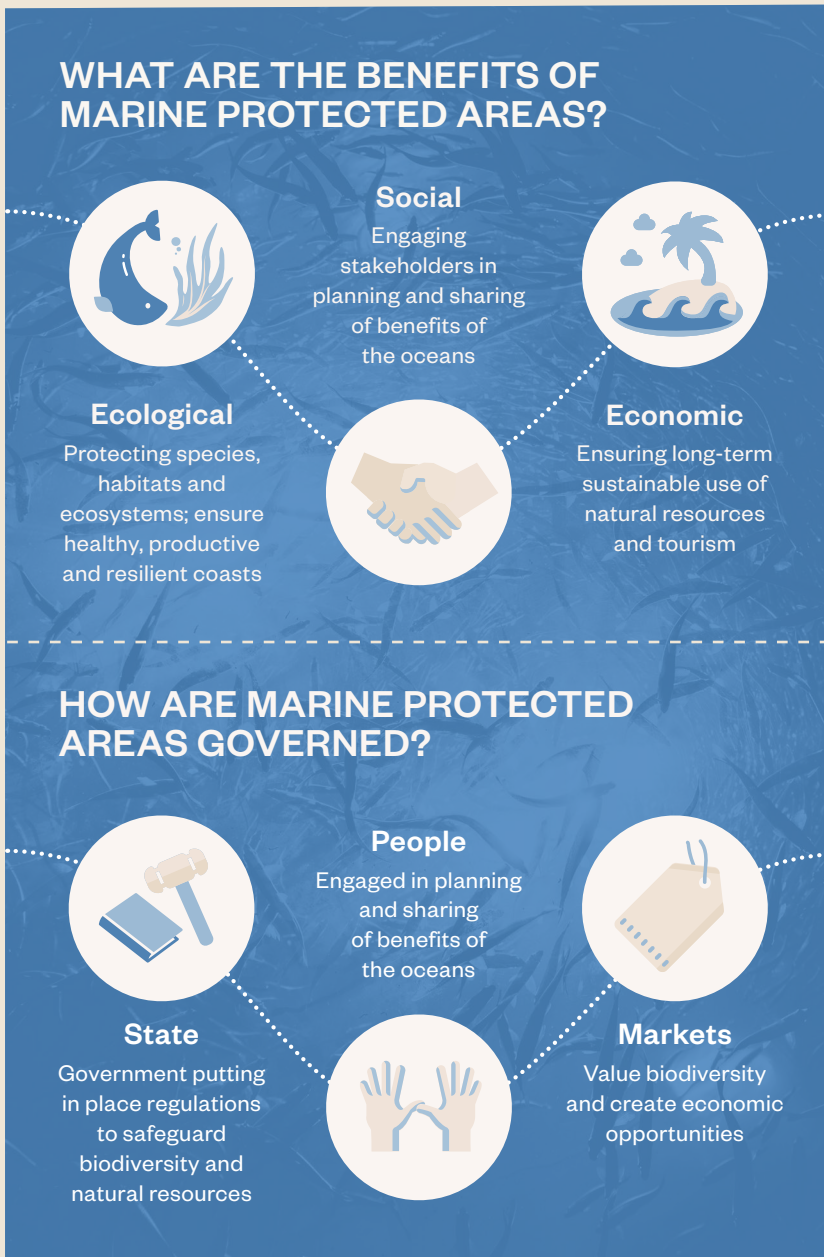 WHAT ARE THE BENEFITS OF
MARINE PROTECTED AREAS?
Ecological
Protecting species,
habitats and
ecosystems; ensure
healthy, productive
and resilient coasts
Social
Engaging
stakeholders in
planning and sharing
of benefits of
the oceans
Economic
Ensuring long-term
sustainable use of
natural resources
and tourism
HOW ARE MARINE PROTECTED
AREAS GOVERNED?
State
Government putting
in place regulations
to safeguard
biodiversity and
natural resources
People
Engaged in planning
and sharing
of benefits of
the oceans
Markets
Value biodiversity
and create economic
opportunities